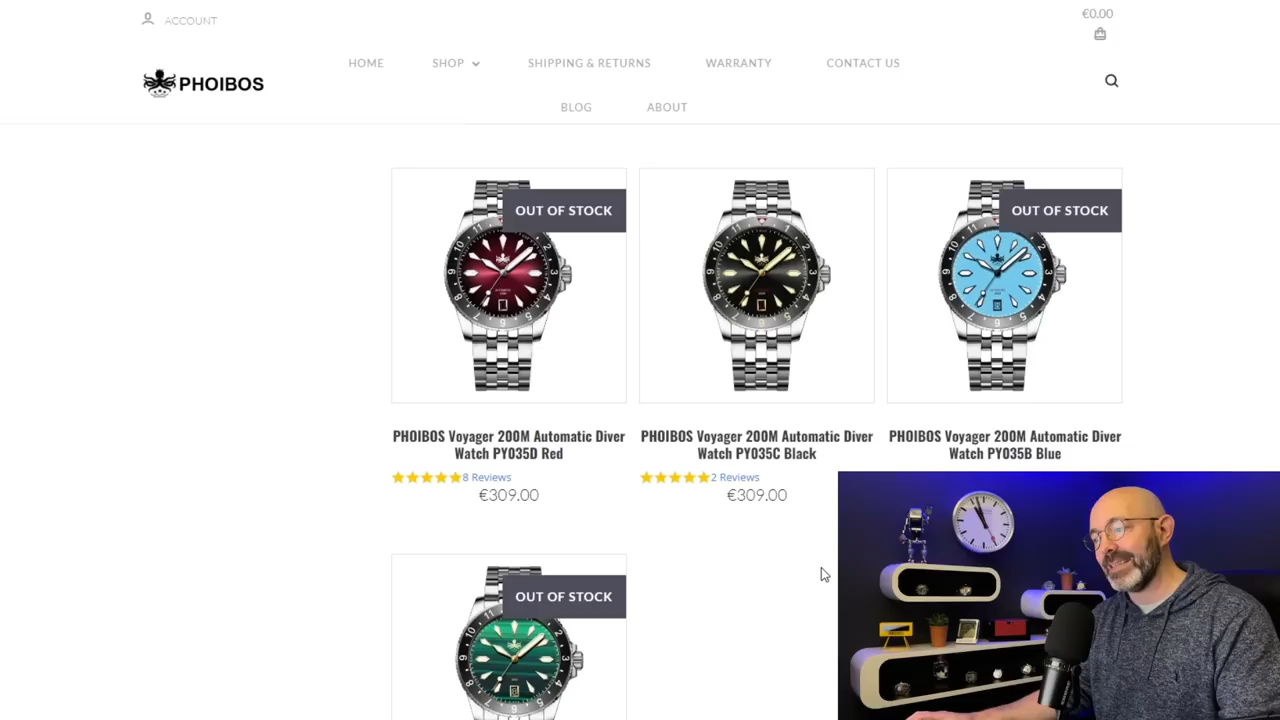 ACCOUNT
€0.00
PHOIBOS
HOME
SHOP
SHIPPING & RETURNS
WARRANTY
CONTACT US
BLOG
ABOUT
OUT OF STOCK
OUT OF STOCK
PHOIBOS Voyager 200M Automatic Diver
Watch PY035D Red
8 Reviews
€309.00
PHOIBOS Voyager 200M Automatic Diver
Watch PY035C Black
2 Reviews
€309.00
PHOIBOS Voyager 200M Automatic Diver
Watch PY035B Blue
OUT OF STOCK